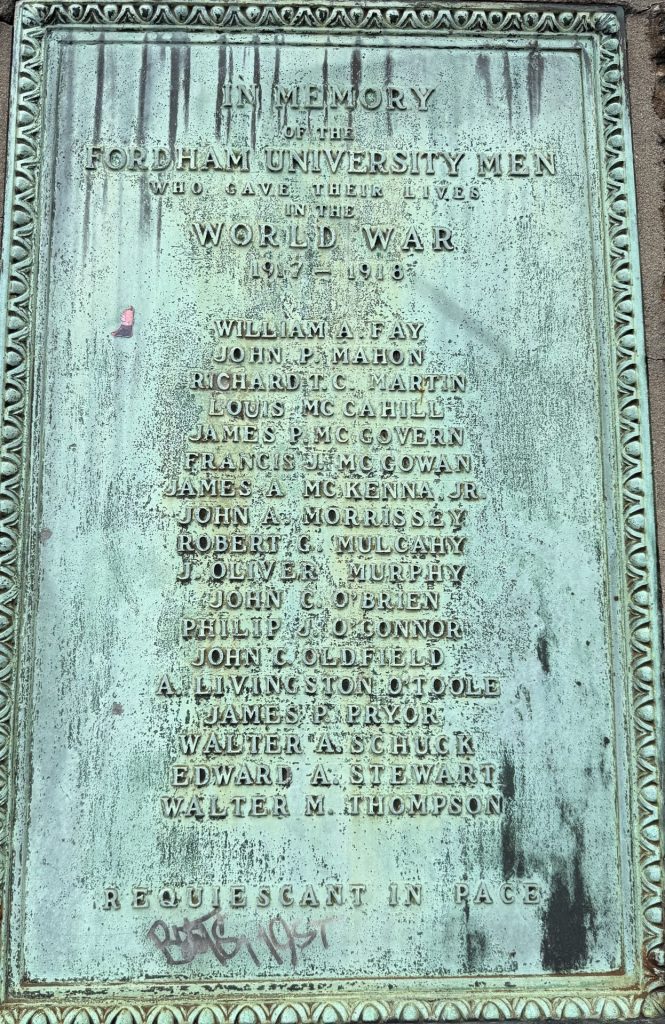 IN MEMORY
OF THE
FORDHAM UNIVERSITY MEN
WHO GAVE THEIR LIVES
IN THE
WORLD WAR
1917 – 1918
WILLIAM A. FAY
JOHN P. MAHON
RICHARD T. C. MARTIN
LOUIS MC CAHILL
JAMES P. MC GOVERN
FRANCIS J. MC GOWAN
JAMES A MC KENNA, JR.
JOHN A. MORRISSEY
ROBERT G. MULCAHY
J. OLIVER MURPHY
JOHN C. O'BRIEN
PHILIP J. O'CONNOR
JOHN C. OLDFIELD
A. LIVINGSTON O'TOOLE
JAMES P. PRYOR
WALTER A. SCHUCK
EDWARD A. STEWART
WALTER M. THOMPSON
REQUIESCANT IN PACE